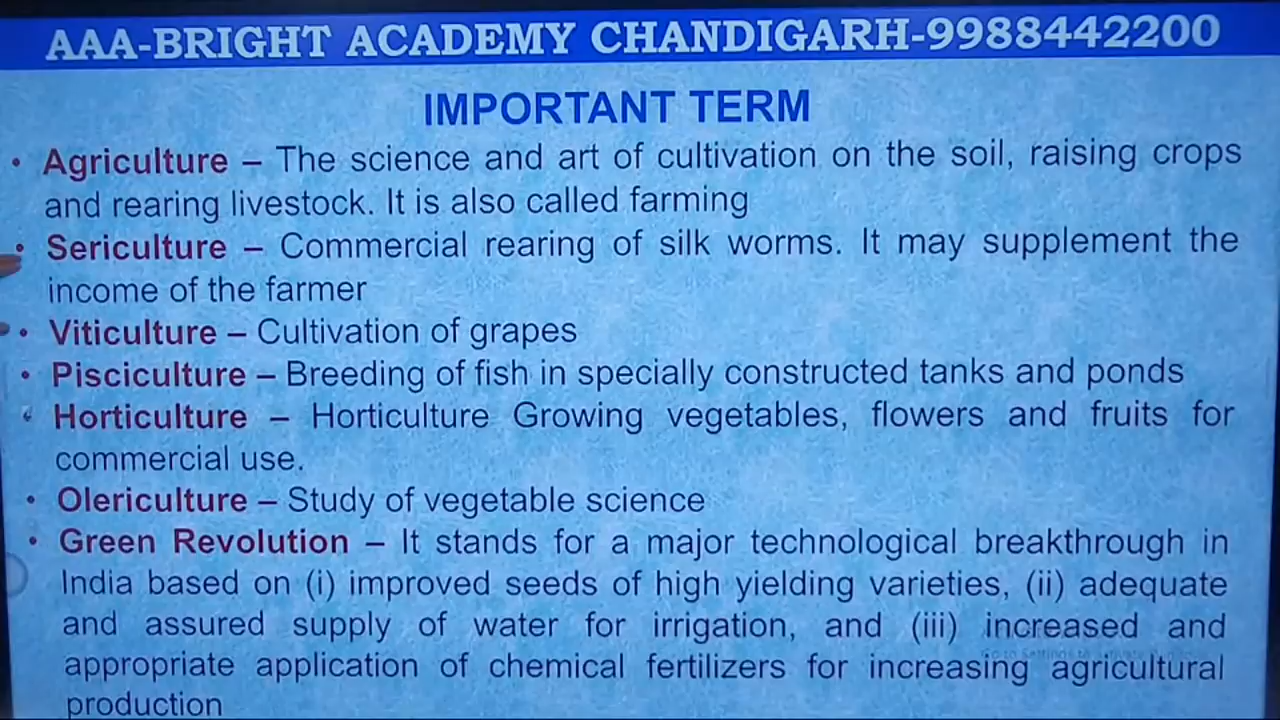 AAA-BRIGHT ACADEMY CHANDIGARH-9988442200
IMPORTANT TERM
• Agriculture – The science and art of cultivation on the soil, raising crops
and rearing livestock. It is also called farming
• Sericulture – Commercial rearing of silk worms. It may supplement the
income of the farmer
• Viticulture – Cultivation of grapes
• Pisciculture – Breeding of fish in specially constructed tanks and ponds
• Horticulture – Horticulture Growing vegetables, flowers and fruits for
commercial use.
• Olericulture – Study of vegetable science
• Green Revolution – It stands for a major technological breakthrough in
India based on (i) improved seeds of high yielding varieties, (ii) adequate
and assured supply of water for irrigation, and (iii) increased and
Go to Settings to
appropriate application of chemical fertilizers for increasing agricultural
production